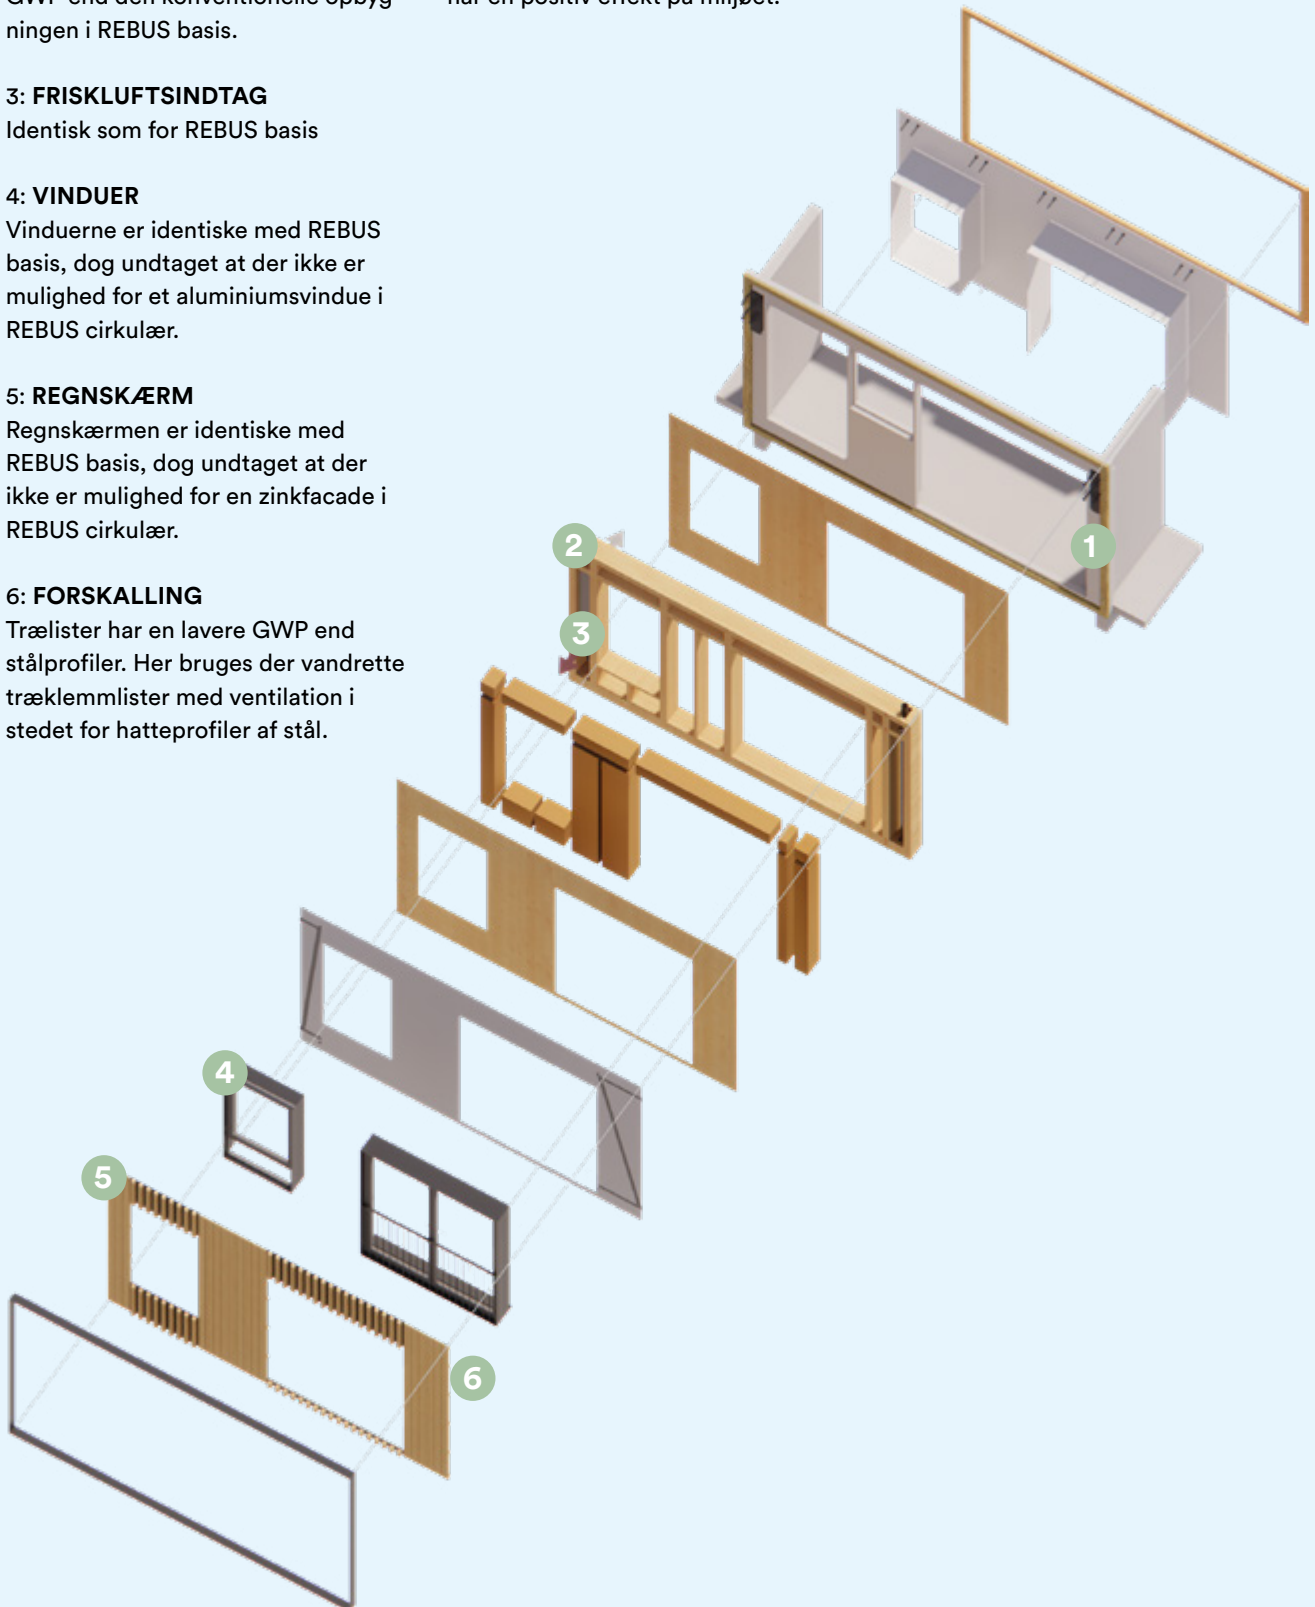 ningen i REBUS basis.
3: FRISKLUFTSINDTAG
Identisk som for REBUS basis
4: VINDUER
Vinduerne er identiske med REBUS
basis, dog undtaget at der ikke er
mulighed for et aluminiumsvindue i
REBUS cirkulær.
5: REGNSKÆRM
Regnskærmen er identiske med
REBUS basis, dog undtaget at der
ikke er mulighed for en zinkfacade i
REBUS cirkulær.
6: FORSKALLING
Trælister har en lavere GWP end
stålprofiler. Her bruges der vandrette
træklemmlister med ventilation i
stedet for hatteprofiler af stål.
1
2
3
4
5
6